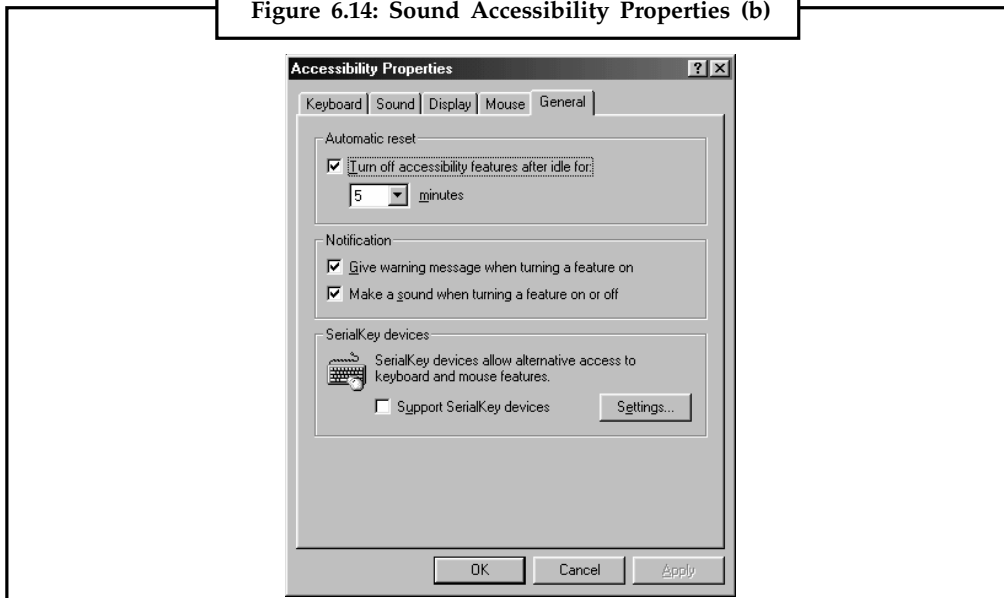 Figure 6.14: Sound Accessibility Properties (b)
Accessibility Properties
Keyboard Sound Display Mouse General
Automatic reset
Turn off accessibility features after idle for:
5 minutes
Notification
Give warning message when turning a feature on
Make a sound when turning a feature on or off
SerialKey devices
SerialKey devices allow alternative access to
keyboard and mouse features.
Support SerialKey devices Settings...
OK Cancel Apply